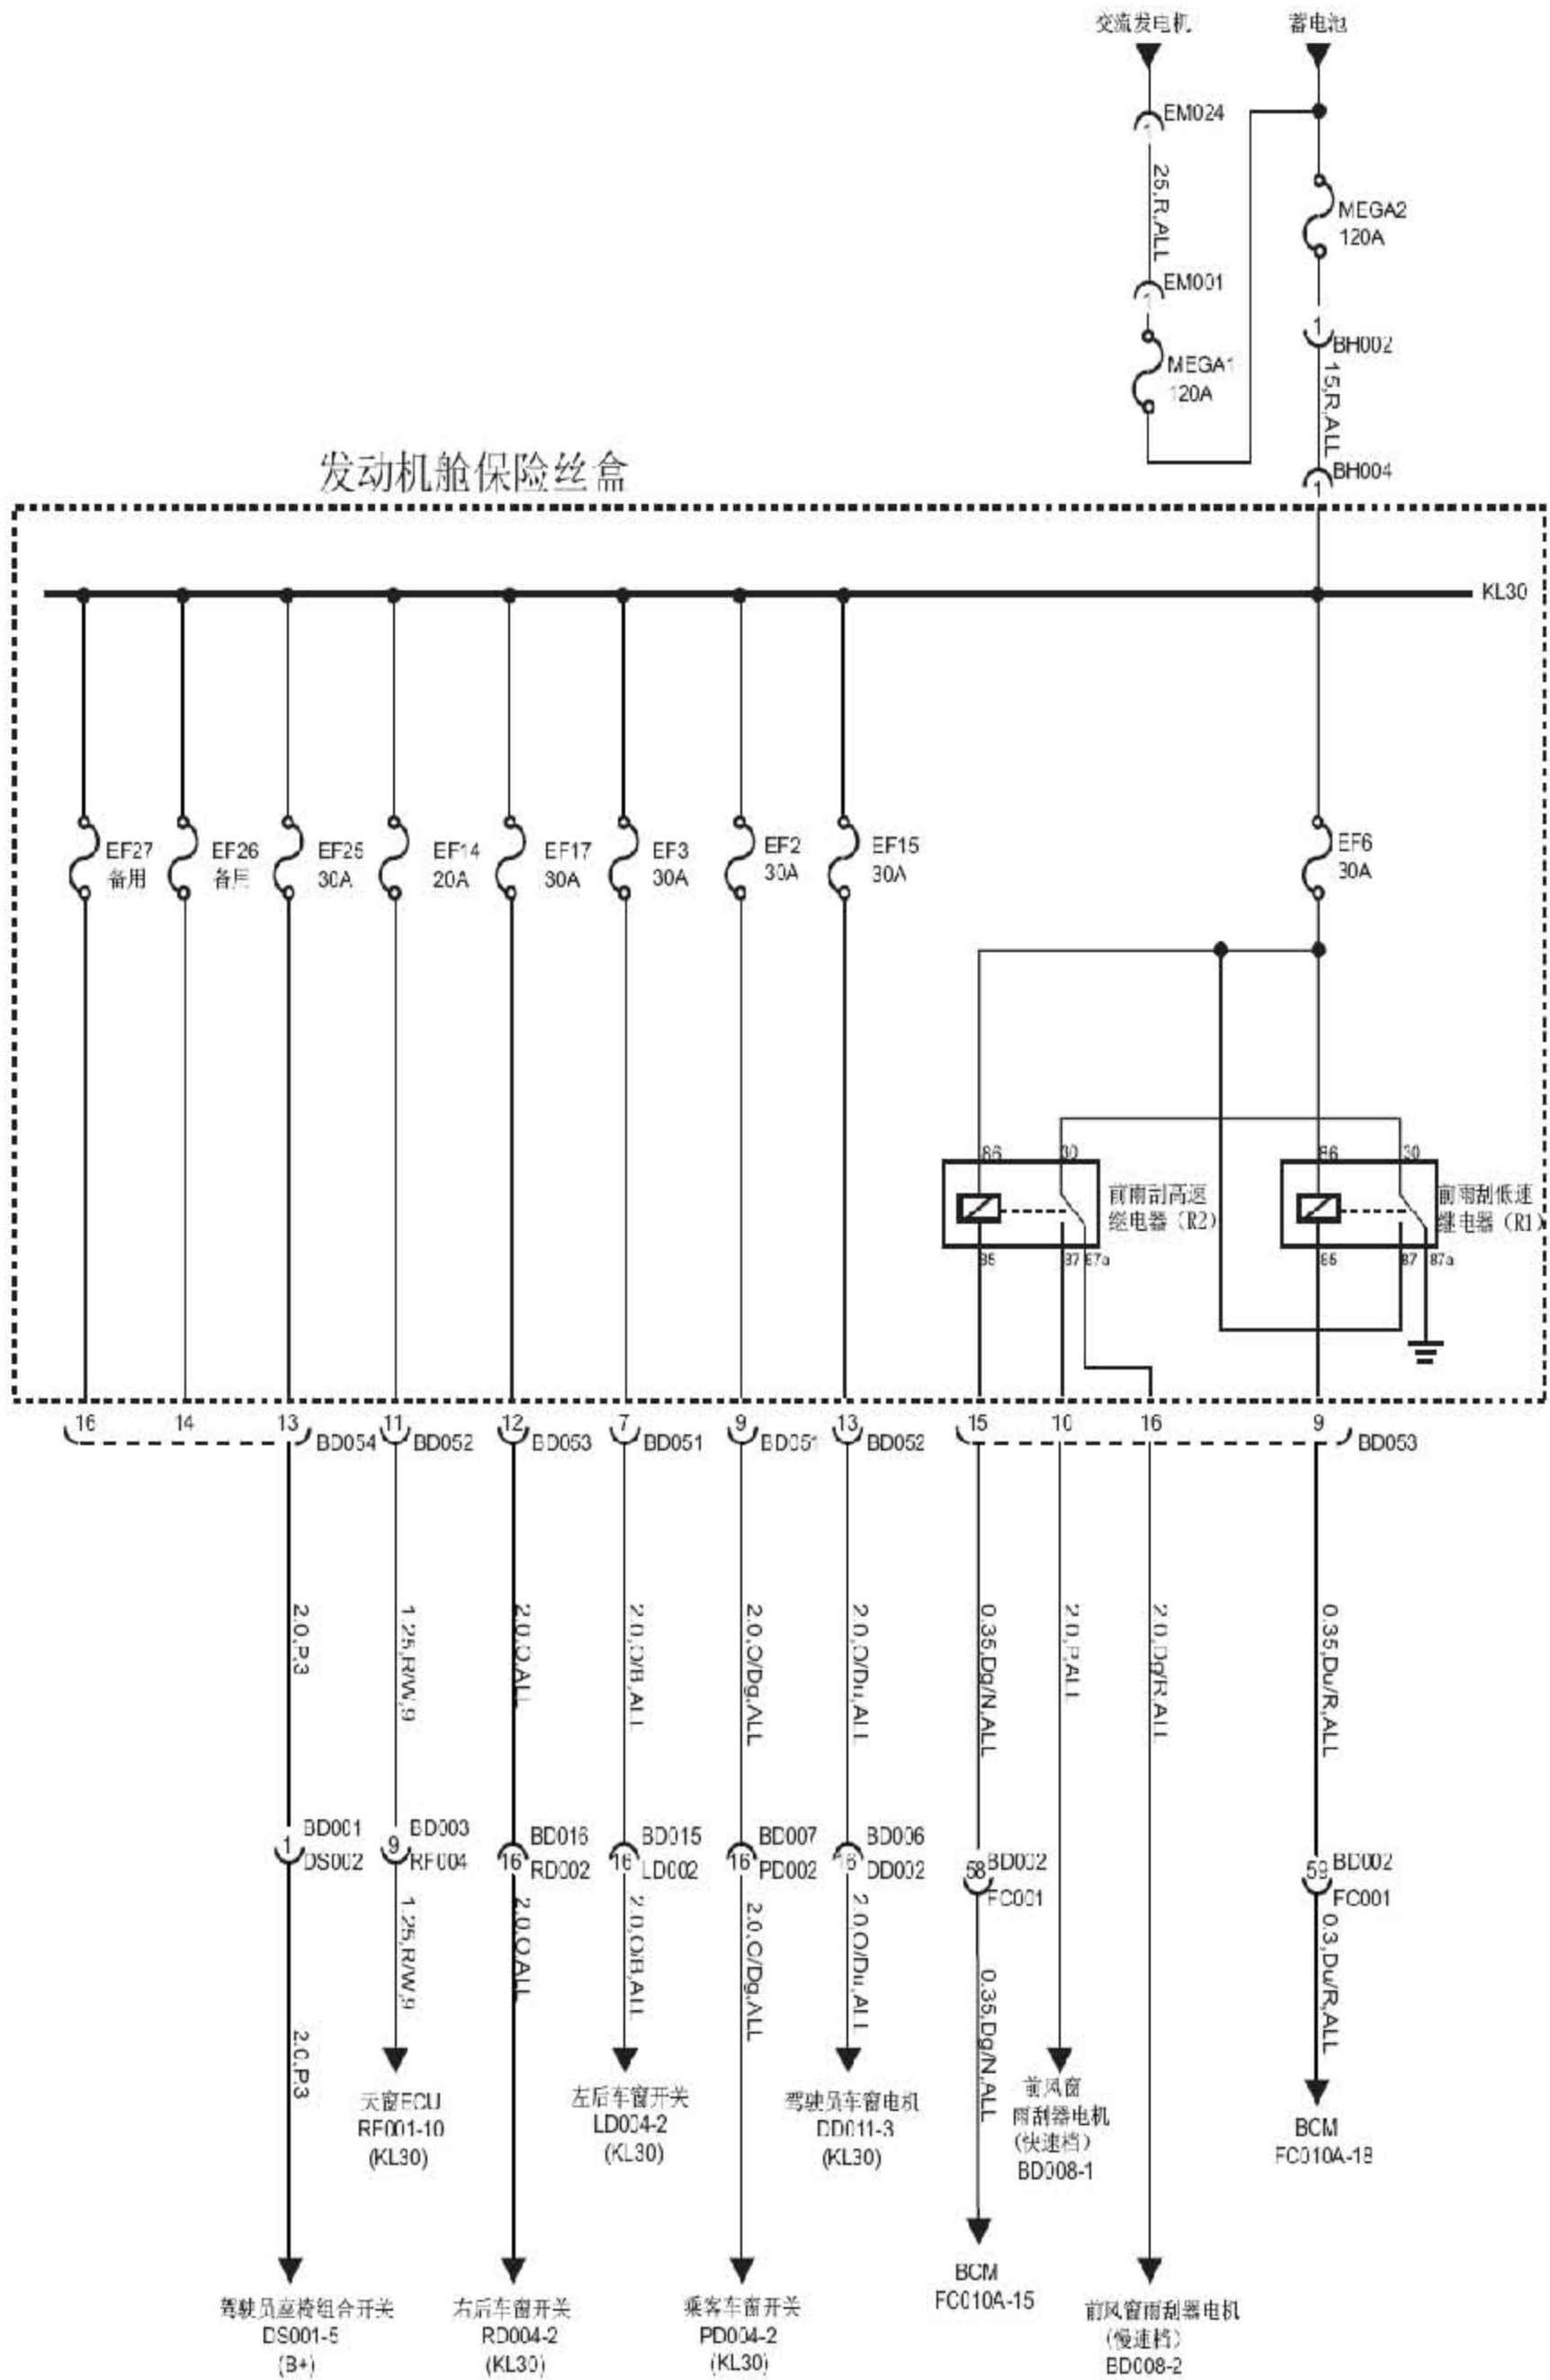 交流发电机
蓄电池
EM024
1
25,R,ALL
EM001
1
MEGA1
120A
MEGA2
120A
1
BH002
15,R,ALL
BH004
1
发动机舱保险丝盒
KL30
EF27
备用
EF26
备用
EF25
30A
EF14
20A
EF17
30A
EF3
30A
EF2
30A
EF15
30A
EF6
30A
86
30
86
30
前雨刮高速
继电器（R2）
前雨刮低速
继电器（R1）
85
87
87a
85
87
87a
16
14
13
BD054
11
BD052
12
BD053
7
BD051
9
BD051
13
BD052
15
10
16
9
BD053
2.0,P,3
1.25,R/W,9
2.0,O,ALL
2.0,O/B,ALL
2.0,O/Dg,ALL
2.0,O/Du,ALL
0.35,Dg/N,ALL
2.0,P,ALL
2.0,Dg/R,ALL
0.35,Du/R,ALL
1
BD001
DS002
9
BD003
RF004
16
BD016
RD002
16
BD015
LD002
16
BD007
PD002
16
BD006
DD002
58
BD002
FC001
59
BD002
FC001
2.0,P,3
1.25,R/W,9
2.0,O,ALL
2.0,O/B,ALL
2.0,O/Dg,ALL
2.0,O/Du,ALL
0.35,Dg/N,ALL
0.3,Du/R,ALL
天窗ECU
RF001-10
(KL30)
左后车窗开关
LD004-2
(KL30)
驾驶员车窗电机
DD011-3
(KL30)
前风窗
雨刮器电机
（快速档）
BD008-1
BCM
FC010A-18
驾驶员座椅组合开关
DS001-5
(B+)
右后车窗开关
RD004-2
(KL30)
乘客车窗开关
PD004-2
(KL30)
BCM
FC010A-15
前风窗雨刮器电机
（慢速档）
BD008-2